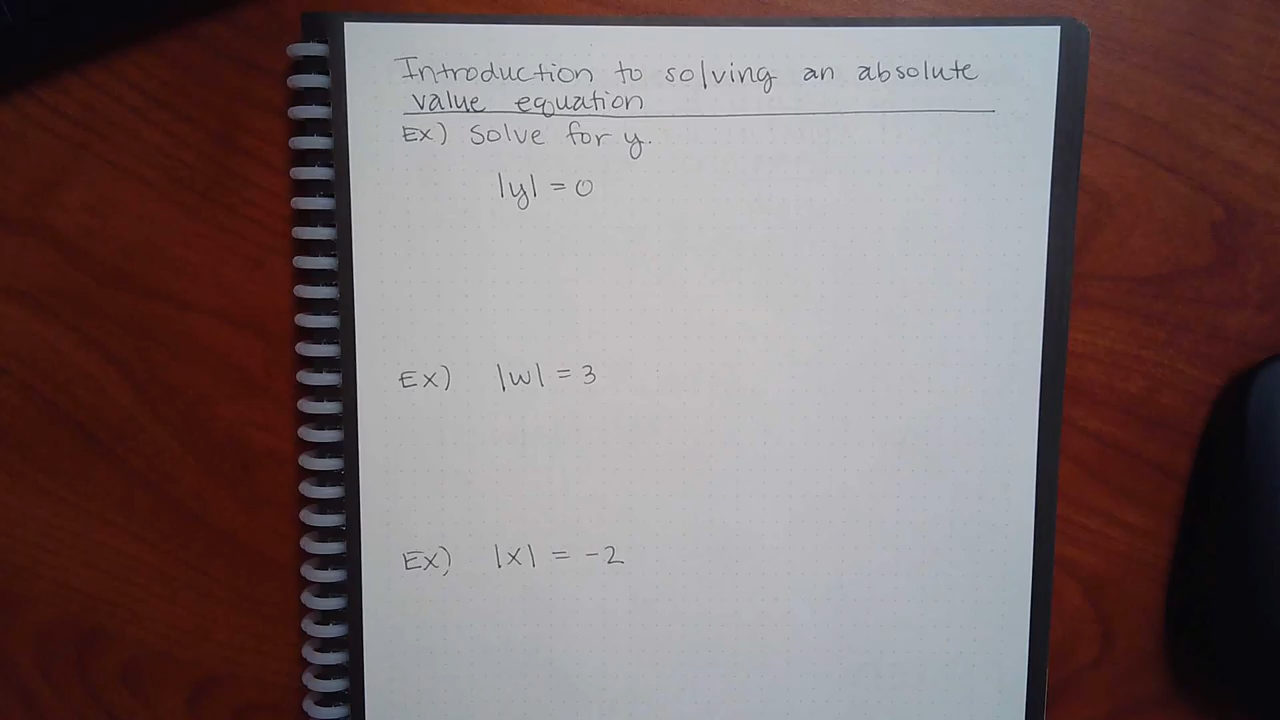 Introduction to solving an absolute
value equation
Ex) Solve for y.
|y| = 0
Ex) |w| = 3
Ex) |x| = -2